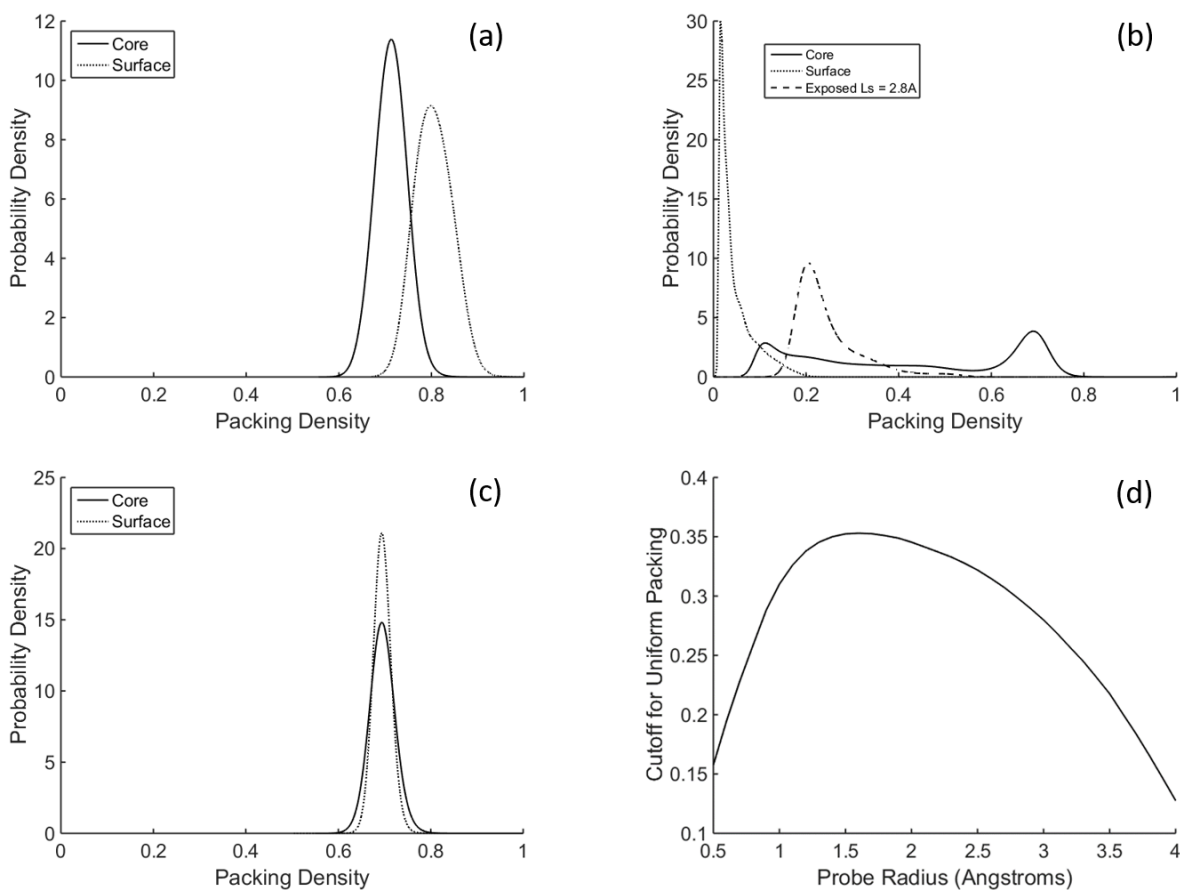 (a)
12
10
8
6
4
2
0
Probability Density
Core
Surface
0 0.2 0.4 0.6 0.8 1
Packing Density
(b)
30
25
20
15
10
5
0
Probability Density
Core
Surface
Exposed Ls = 2.8A
0 0.2 0.4 0.6 0.8 1
Packing Density
(c)
25
20
15
10
5
0
Probability Density
Core
Surface
0 0.2 0.4 0.6 0.8 1
Packing Density
(d)
0.4
0.35
0.3
0.25
0.2
0.15
0.1
Cutoff for Uniform Packing
0.5 1 1.5 2 2.5 3 3.5 4
Probe Radius (Angstroms)